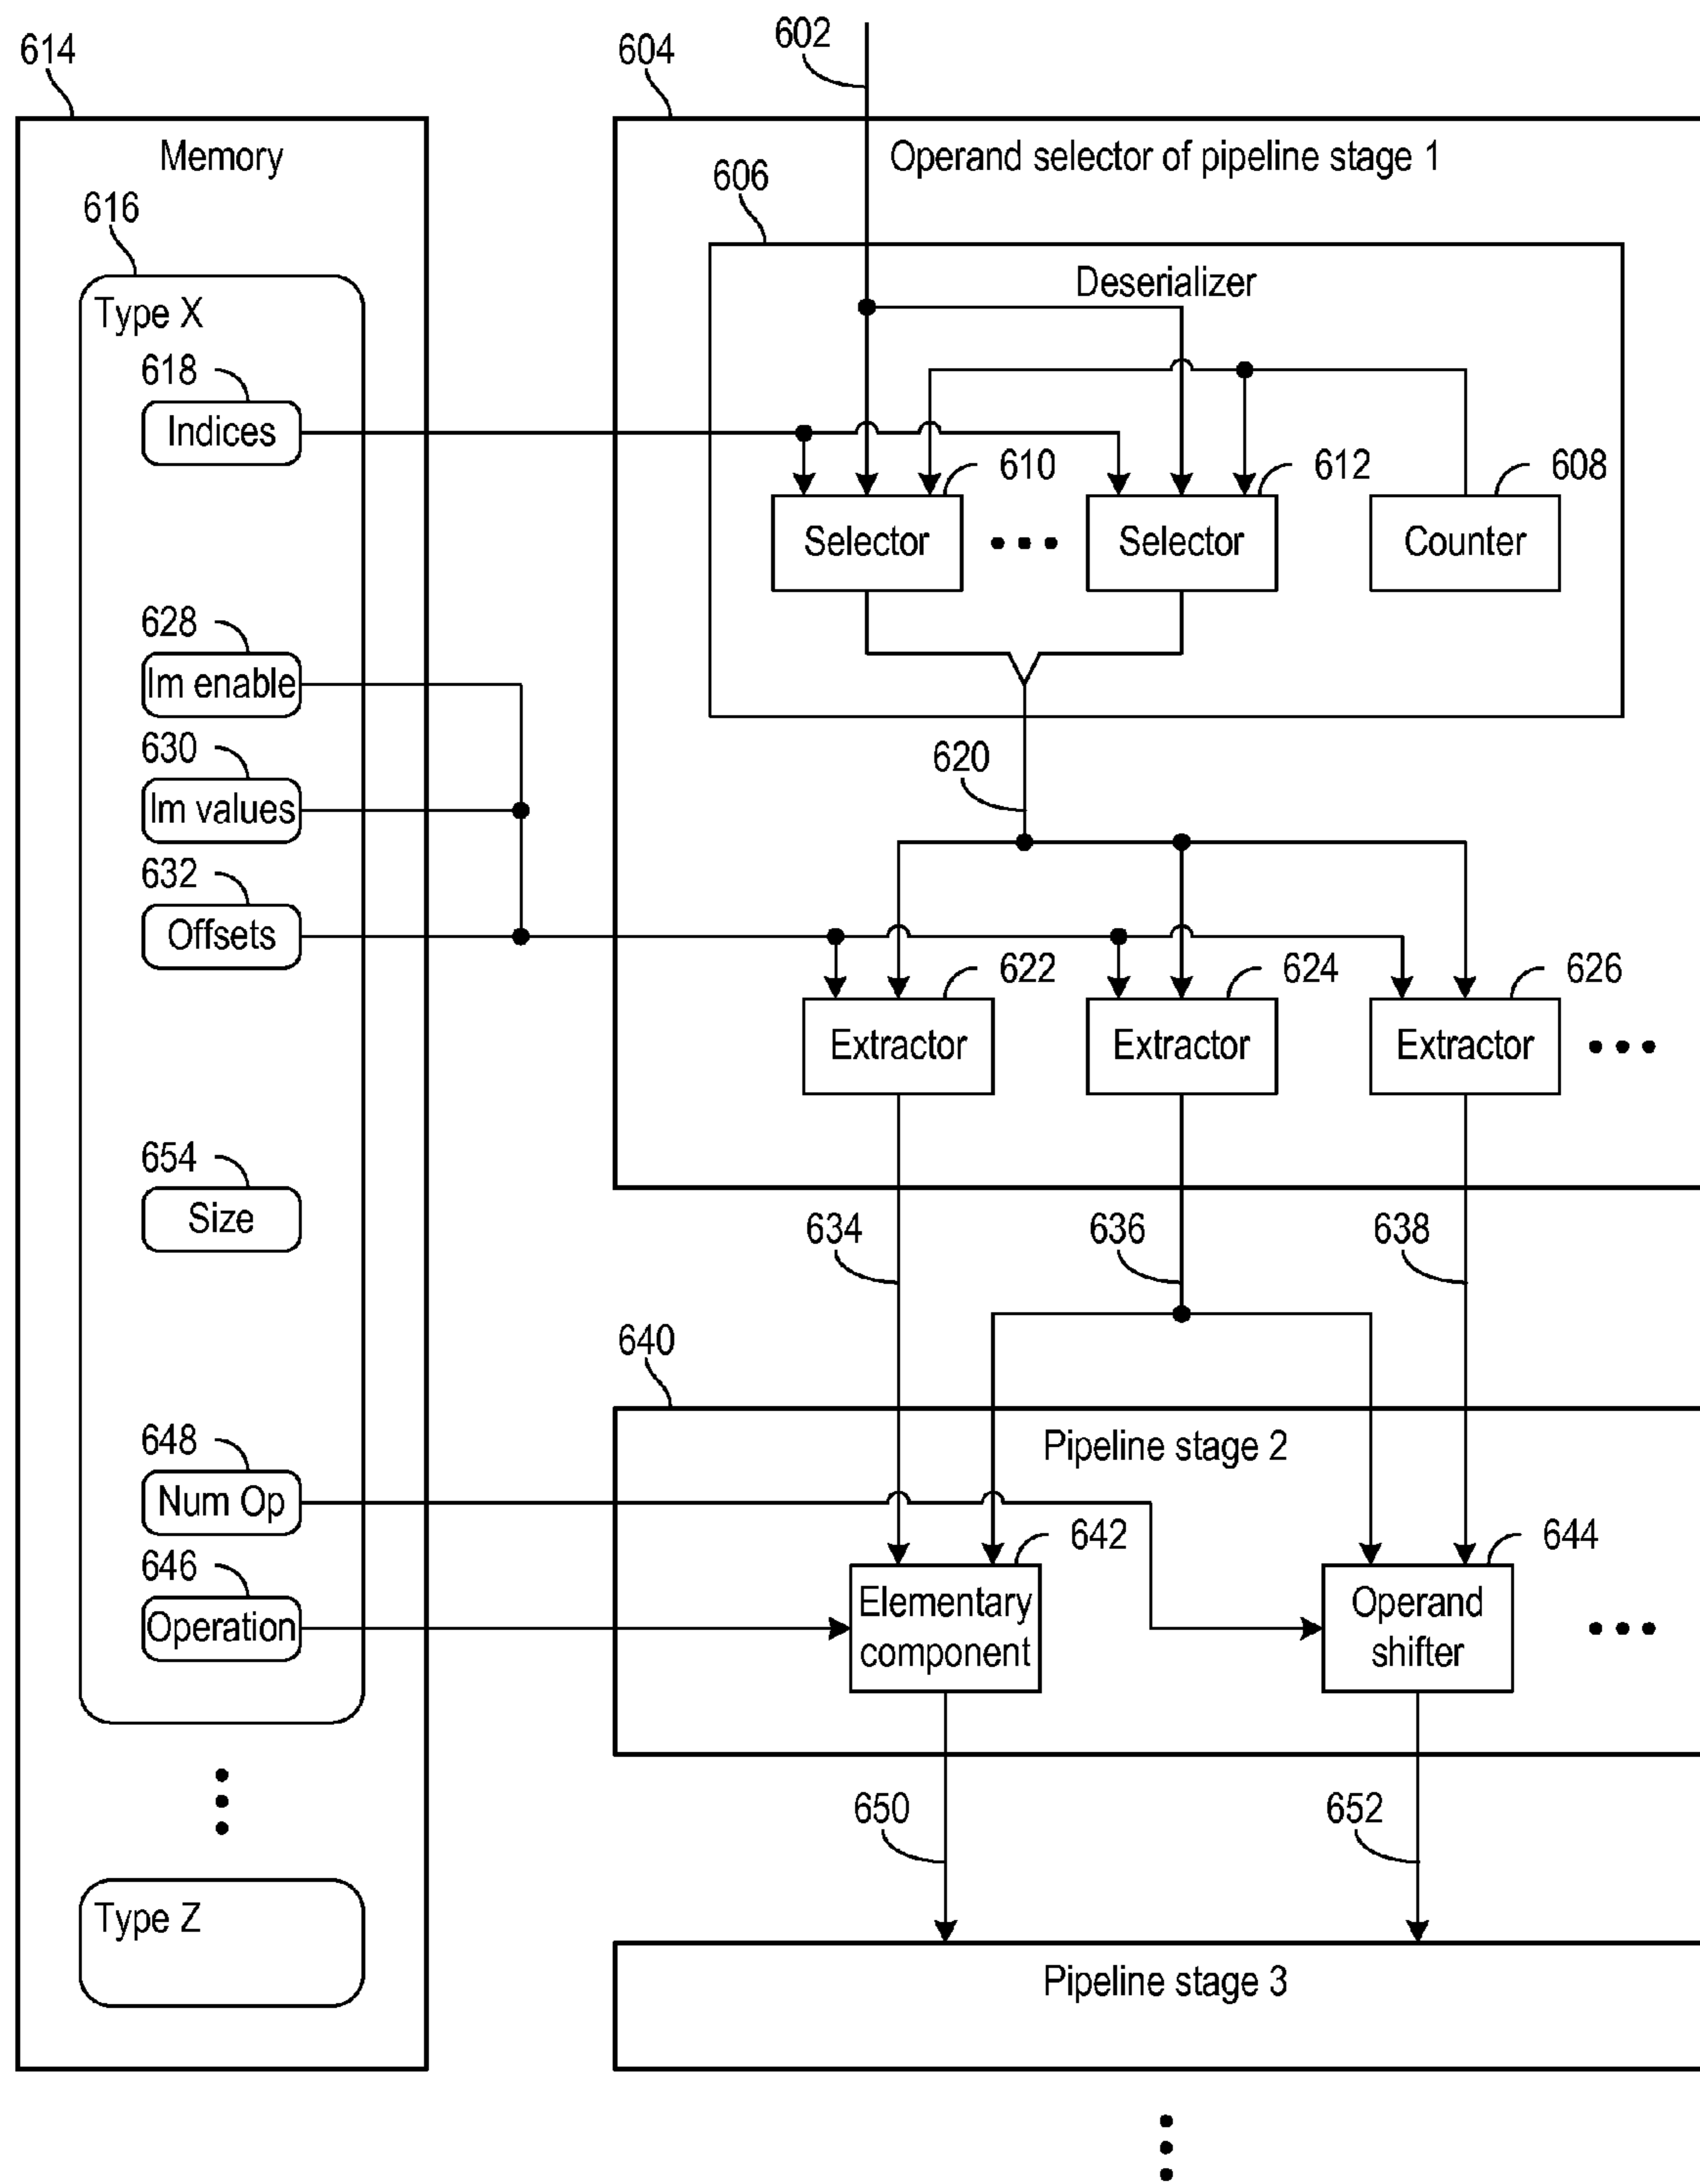 602
614
604
Memory
Operand selector of pipeline stage 1
606
616
Deserializer
Type X
618
Indices
610
612
608
Selector
Selector
Counter
628
Im enable
630
Im values
620
632
Offsets
622
624
626
Extractor
Extractor
Extractor
654
Size
634
636
638
640
Pipeline stage 2
648
Num Op
642
644
646
Operation
Elementary
component
Operand
shifter
650
652
Type Z
Pipeline stage 3